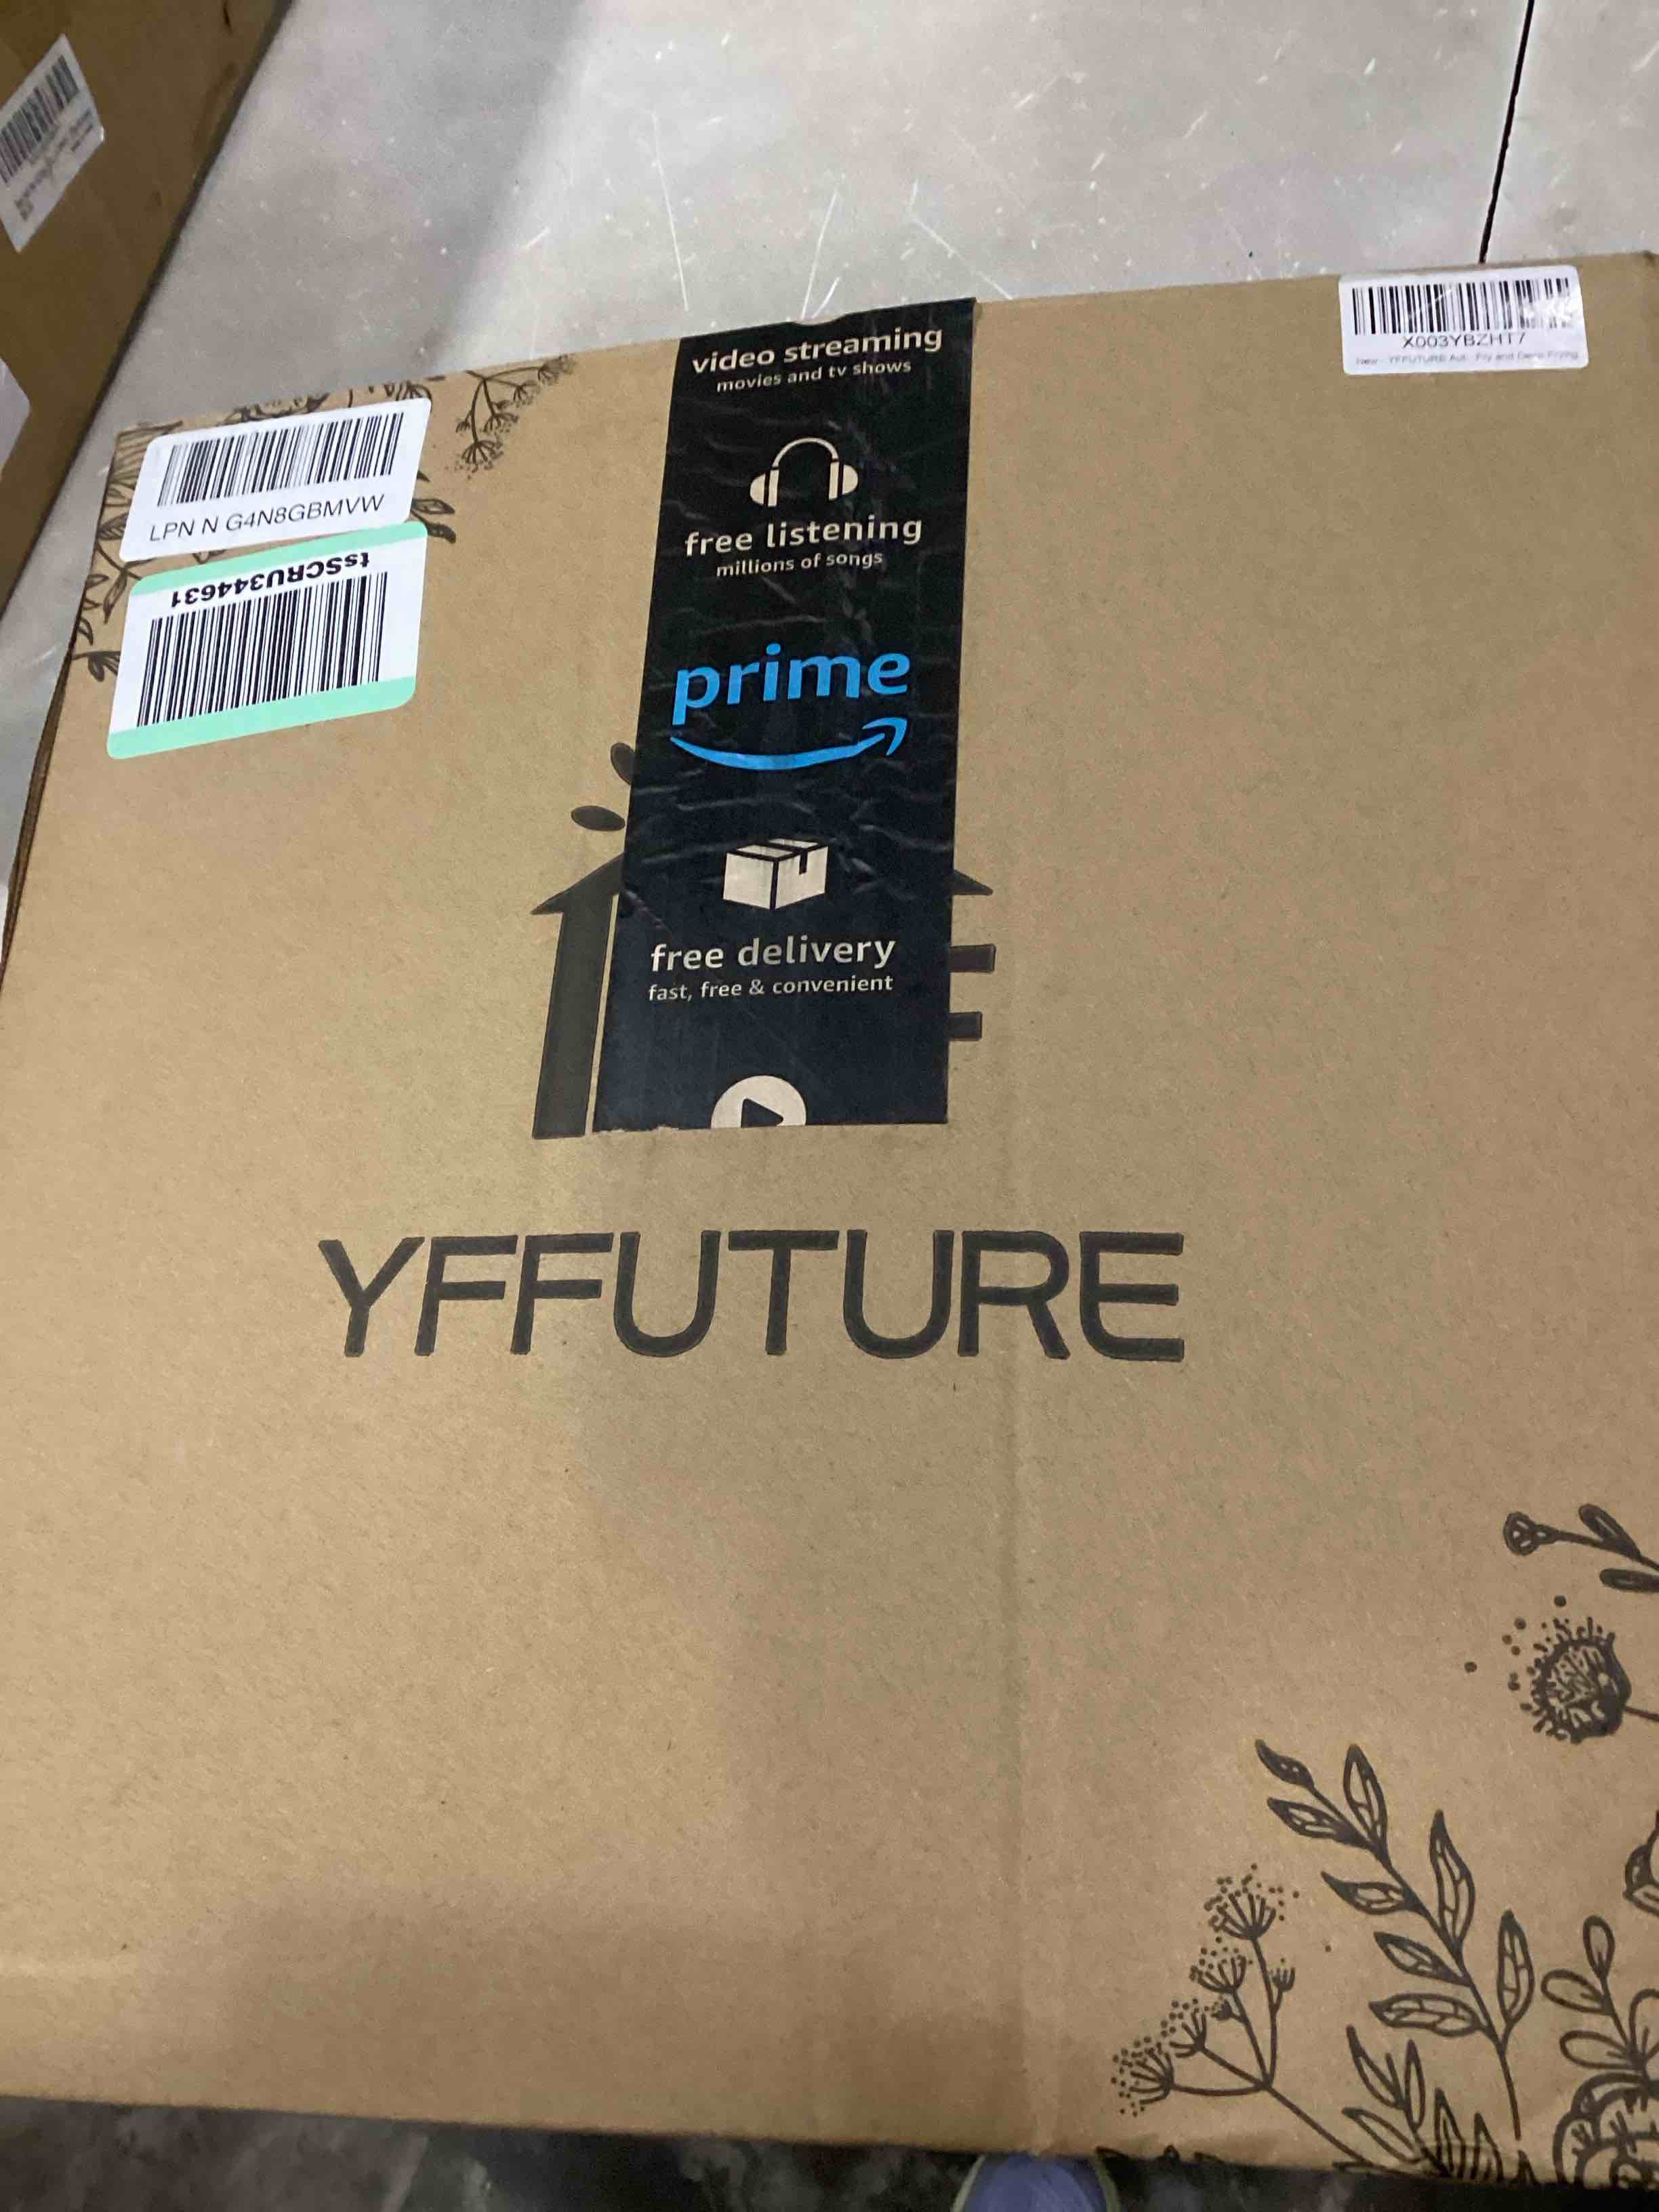 video streaming
movies and tv shows
X003YBZHT7
free listening
millions of songs
LPN N G4N8GBMVW
tsSCRU344631
prime
free delivery
fast, free & convenient
YFFUTURE